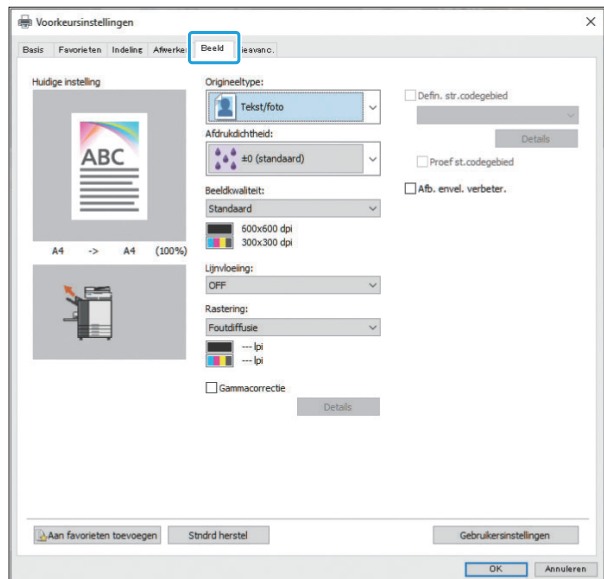 Voorkeursinstellingen
Basis Favorieten Indeling Afwerke Beeld eavanc.
Huidige instelling
ABC
A4 -> A4 (100%)
Origineeltype:
Tekst/foto
Afdrukdichtheid:
±0 (standaard)
Beeldkwaliteit:
Standaard
600x600 dpi
300x300 dpi
Lijnvloeiing:
OFF
Rastering:
Foutdiffusie
--- lpi
--- lpi
Gammacorrectie
Details
Defin. str.codegebied
Details
Proef st.codegebied
Afb. envel. verbeter.
Aan favorieten toevoegen Stndrd herstel Gebruikersinstellingen
OK Annuleren